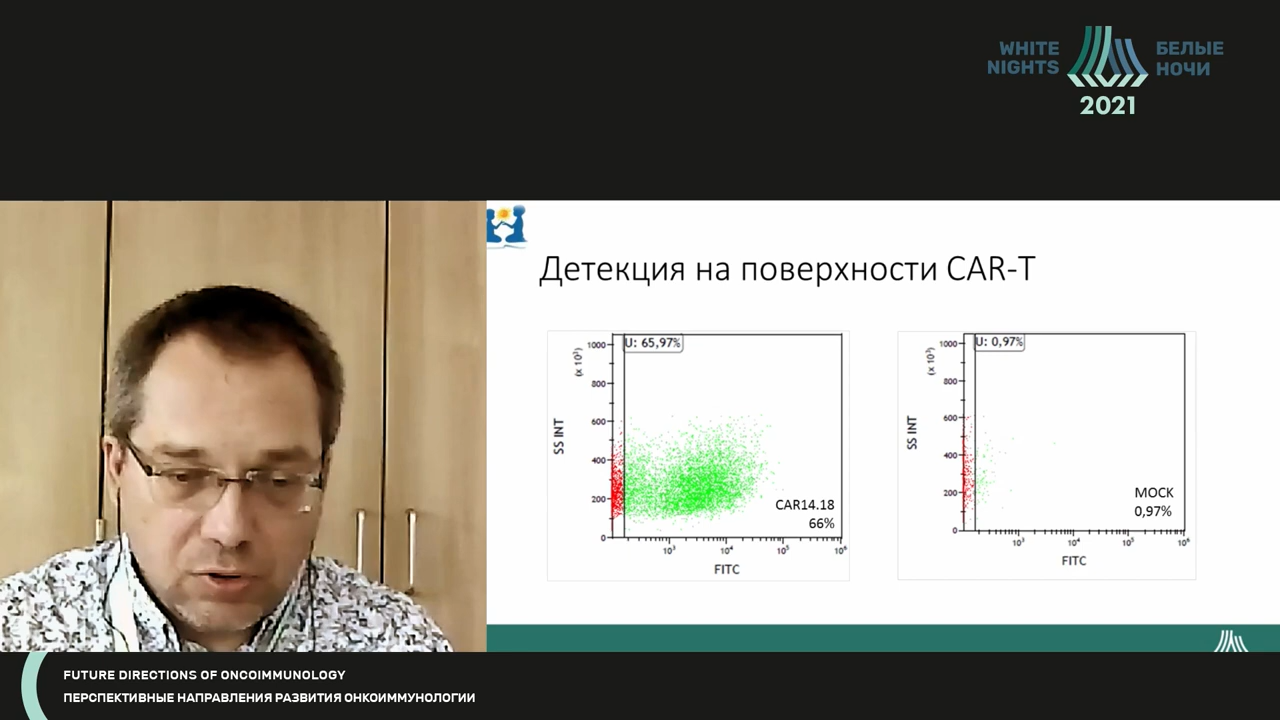 WHITE
NIGHTS
БЕЛЫЕ
НОЧИ
2021
Детекция на поверхности CAR-T
U: 65,97%
(x 10³)
1000
800
600
400
200
0
SS INT
CAR14.18
66%
10³
10⁴
10⁵
10⁶
FITC
U: 0,97%
(x 10³)
1000
800
600
400
200
0
SS INT
МОСК
0,97%
10³
10⁴
10⁵
10⁶
FITC
FUTURE DIRECTIONS OF ONCOIMMUNOLOGY
ПЕРСПЕКТИВНЫЕ НАПРАВЛЕНИЯ РАЗВИТИЯ ОНКОИММУНОЛОГИИ